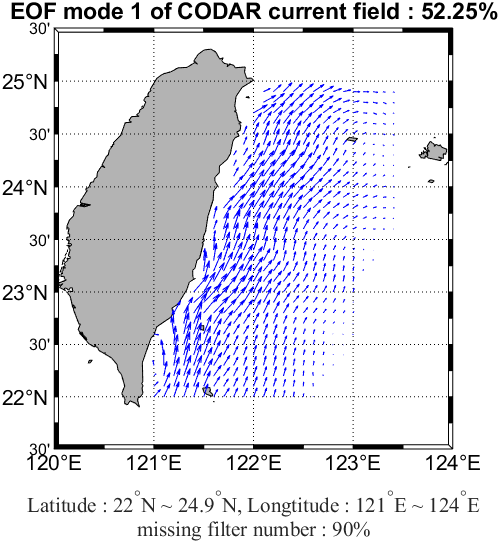 EOF mode 1 of CODAR current field : 52.25%
30'
25°N
30'
24°N
30'
23°N
30'
22°N
30'
120°E 121°E 122°E 123°E 124°E
Latitude : 22°N ~ 24.9°N, Longtitude : 121°E ~ 124°E
missing filter number : 90%